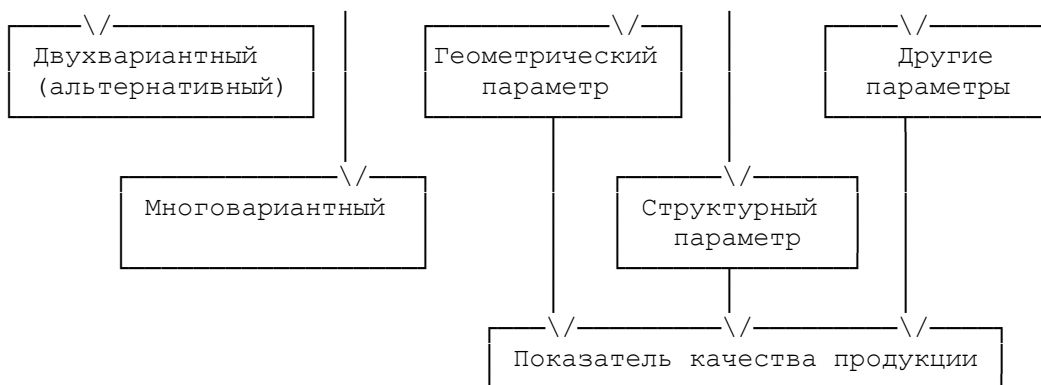 Двухвариантный
(альтернативный)
Геометрический
параметр
Другие
параметры
Многовариантный
Структурный
параметр
Показатель качества продукции